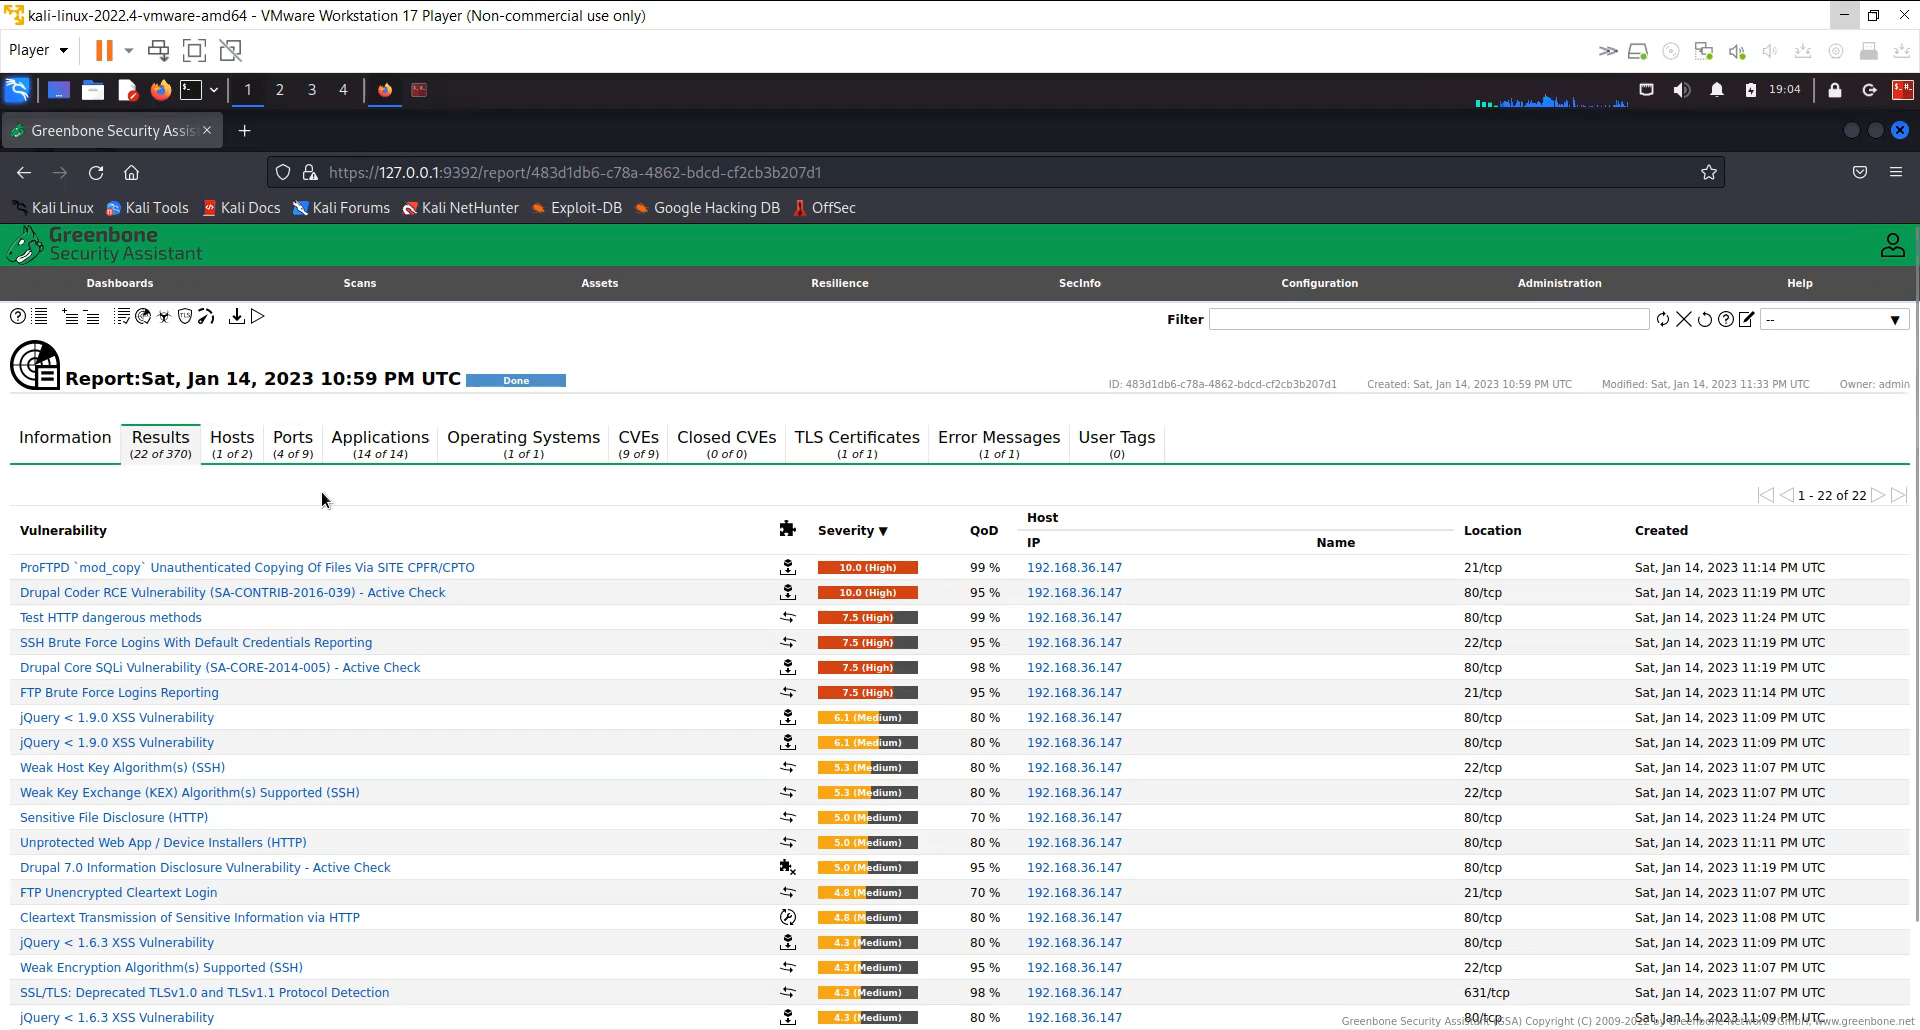 kali-linux-2022.4-vmware-amd64 - VMware Workstation 17 Player (Non-commercial use only)
Player
1 2 3 4
19:04
Greenbone Security Assis
https://127.0.0.1:9392/report/483d1db6-c78a-4862-bdcd-cf2cb3b207d1
Kali Linux Kali Tools Kali Docs Kali Forums Kali NetHunter Exploit-DB Google Hacking DB OffSec
Greenbone
Security Assistant
Dashboards Scans Assets Resilience SecInfo Configuration Administration Help
Filter --
Report:Sat, Jan 14, 2023 10:59 PM UTC Done
ID: 483d1db6-c78a-4862-bdcd-cf2cb3b207d1 Created: Sat, Jan 14, 2023 10:59 PM UTC Modified: Sat, Jan 14, 2023 11:33 PM UTC Owner: admin
Information Results Hosts Ports Applications Operating Systems CVEs Closed CVEs TLS Certificates Error Messages User Tags
(22 of 370) (1 of 2) (4 of 9) (14 of 14) (1 of 1) (9 of 9) (0 of 0) (1 of 1) (1 of 1) (0)
1 - 22 of 22
Vulnerability Severity ▼ QoD Host Location Created
IP Name
ProFTPD `mod_copy` Unauthenticated Copying Of Files Via SITE CPFR/CPTO 10.0 (High) 99 % 192.168.36.147 21/tcp Sat, Jan 14, 2023 11:14 PM UTC
Drupal Coder RCE Vulnerability (SA-CONTRIB-2016-039) - Active Check 10.0 (High) 95 % 192.168.36.147 80/tcp Sat, Jan 14, 2023 11:19 PM UTC
Test HTTP dangerous methods 7.5 (High) 99 % 192.168.36.147 80/tcp Sat, Jan 14, 2023 11:24 PM UTC
SSH Brute Force Logins With Default Credentials Reporting 7.5 (High) 95 % 192.168.36.147 22/tcp Sat, Jan 14, 2023 11:19 PM UTC
Drupal Core SQLi Vulnerability (SA-CORE-2014-005) - Active Check 7.5 (High) 98 % 192.168.36.147 80/tcp Sat, Jan 14, 2023 11:19 PM UTC
FTP Brute Force Logins Reporting 7.5 (High) 95 % 192.168.36.147 21/tcp Sat, Jan 14, 2023 11:14 PM UTC
jQuery < 1.9.0 XSS Vulnerability 6.1 (Medium) 80 % 192.168.36.147 80/tcp Sat, Jan 14, 2023 11:09 PM UTC
jQuery < 1.9.0 XSS Vulnerability 6.1 (Medium) 80 % 192.168.36.147 80/tcp Sat, Jan 14, 2023 11:09 PM UTC
Weak Host Key Algorithm(s) (SSH) 5.3 (Medium) 80 % 192.168.36.147 22/tcp Sat, Jan 14, 2023 11:07 PM UTC
Weak Key Exchange (KEX) Algorithm(s) Supported (SSH) 5.3 (Medium) 80 % 192.168.36.147 22/tcp Sat, Jan 14, 2023 11:07 PM UTC
Sensitive File Disclosure (HTTP) 5.0 (Medium) 70 % 192.168.36.147 80/tcp Sat, Jan 14, 2023 11:24 PM UTC
Unprotected Web App / Device Installers (HTTP) 5.0 (Medium) 80 % 192.168.36.147 80/tcp Sat, Jan 14, 2023 11:11 PM UTC
Drupal 7.0 Information Disclosure Vulnerability - Active Check 5.0 (Medium) 95 % 192.168.36.147 80/tcp Sat, Jan 14, 2023 11:19 PM UTC
FTP Unencrypted Cleartext Login 4.8 (Medium) 70 % 192.168.36.147 21/tcp Sat, Jan 14, 2023 11:07 PM UTC
Cleartext Transmission of Sensitive Information via HTTP 4.8 (Medium) 80 % 192.168.36.147 80/tcp Sat, Jan 14, 2023 11:08 PM UTC
jQuery < 1.6.3 XSS Vulnerability 4.3 (Medium) 80 % 192.168.36.147 80/tcp Sat, Jan 14, 2023 11:09 PM UTC
Weak Encryption Algorithm(s) Supported (SSH) 4.3 (Medium) 95 % 192.168.36.147 22/tcp Sat, Jan 14, 2023 11:07 PM UTC
SSL/TLS: Deprecated TLSv1.0 and TLSv1.1 Protocol Detection 4.3 (Medium) 98 % 192.168.36.147 631/tcp Sat, Jan 14, 2023 11:07 PM UTC
jQuery < 1.6.3 XSS Vulnerability 4.3 (Medium) 80 % 192.168.36.147 80/tcp Sat, Jan 14, 2023 11:09 PM UTC
Greenbone Security Assistant (GSA) Copyright (C) 2009-2022 by Greenbone Networks GmbH, www.greenbone.net